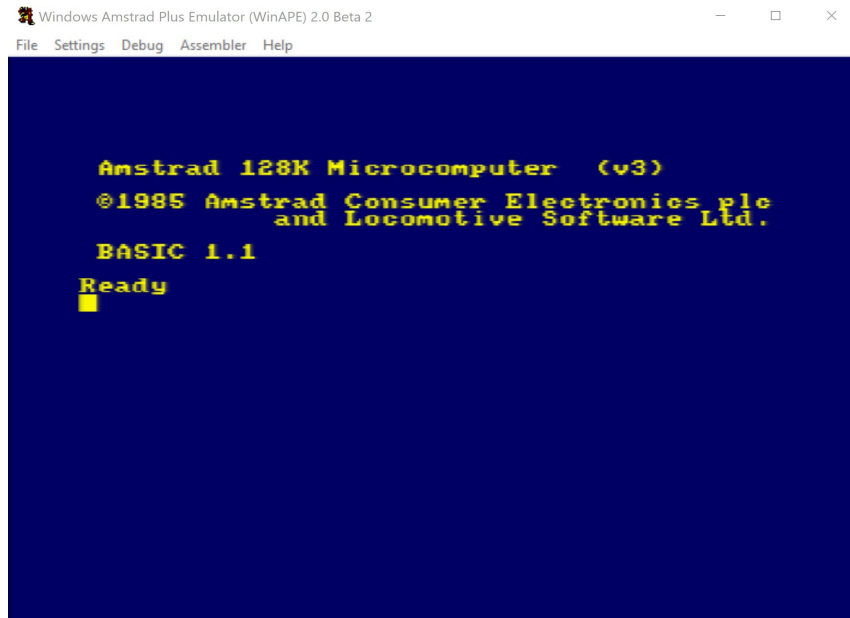 Windows Amstrad Plus Emulator (WinAPE) 2.0 Beta 2
File Settings Debug Assembler Help
Amstrad 128K Microcomputer (v3)
©1985 Amstrad Consumer Electronics plc
and Locomotive Software Ltd.
BASIC 1.1
Ready